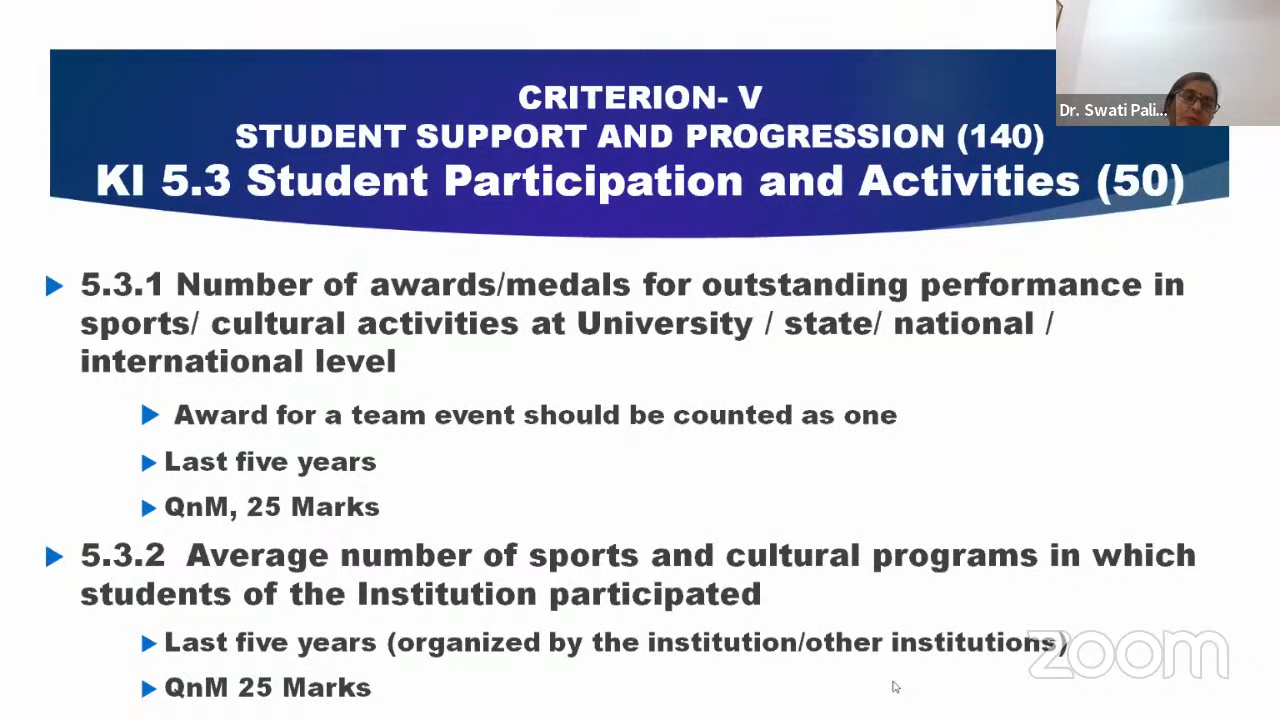 CRITERION- V
STUDENT SUPPORT AND PROGRESSION (140)
KI 5.3 Student Participation and Activities (50)
Dr. Swati Pali...
5.3.1 Number of awards/medals for outstanding performance in
sports/ cultural activities at University / state/ national /
international level
Award for a team event should be counted as one
Last five years
QnM, 25 Marks
5.3.2 Average number of sports and cultural programs in which
students of the Institution participated
Last five years (organized by the institution/other institutions)
QnM 25 Marks
zoom